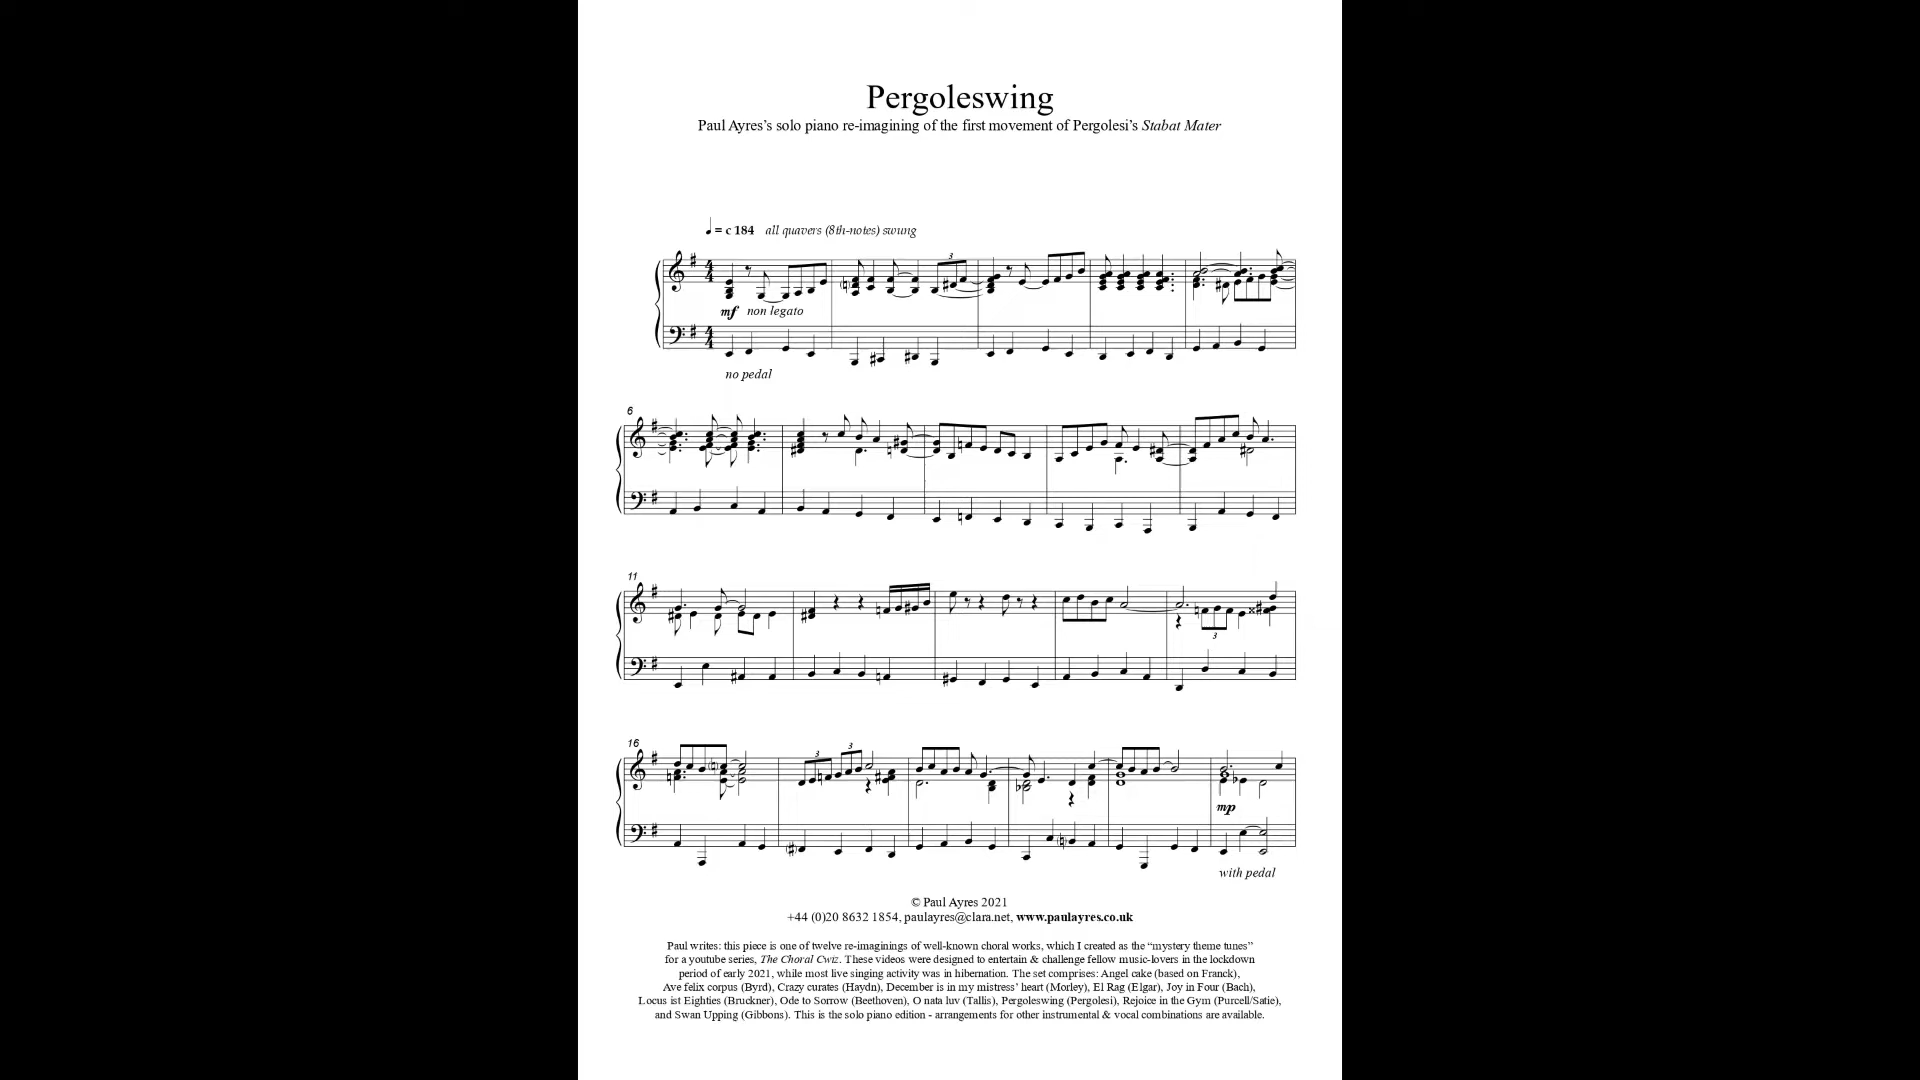 Pergoleswing
Paul Ayres’s solo piano re-imagining of the first movement of Pergolesi’s Stabat Mater
♩ = c 184 all quavers (8th-notes) swung
3
mf non legato
no pedal
6
11
3
16
3 3
mp
with pedal
© Paul Ayres 2021
+44 (0)20 8632 1854, paulayres@clara.net, www.paulayres.co.uk
Paul writes: this piece is one of twelve re-imaginings of well-known choral works, which I created as the “mystery theme tunes”
for a youtube series, The Choral Cwiz. These videos were designed to entertain & challenge fellow music-lovers in the lockdown
period of early 2021, while most live singing activity was in hibernation. The set comprises: Angel cake (based on Franck),
Ave felix corpus (Byrd), Crazy curates (Haydn), December is in my mistress’ heart (Morley), El Rag (Elgar), Joy in Four (Bach),
Locus ist Eighties (Bruckner), Ode to Sorrow (Beethoven), O nata luv (Tallis), Pergoleswing (Pergolesi), Rejoice in the Gym (Purcell/Satie),
and Swan Upping (Gibbons). This is the solo piano edition - arrangements for other instrumental & vocal combinations are available.